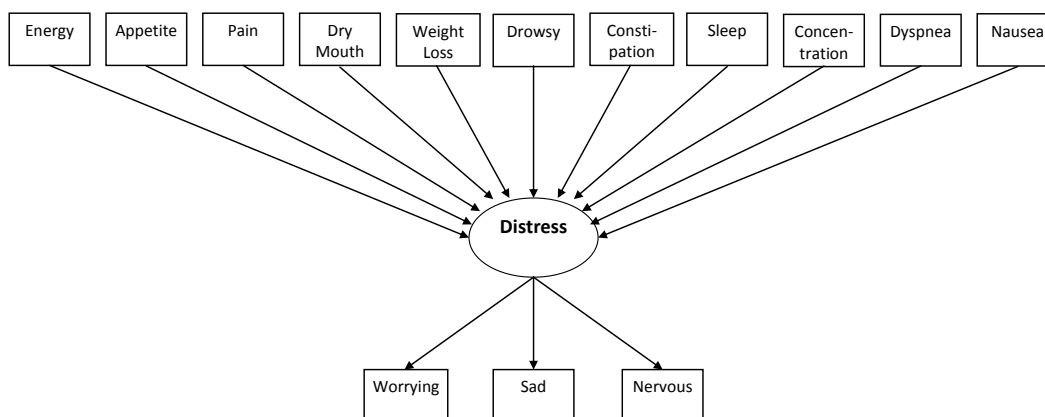 Energy
Appetite
Pain
Dry
Mouth
Weight
Loss
Drowsy
Consti-
pation
Sleep
Concen-
tration
Dyspnea
Nausea
Distress
Worrying
Sad
Nervous